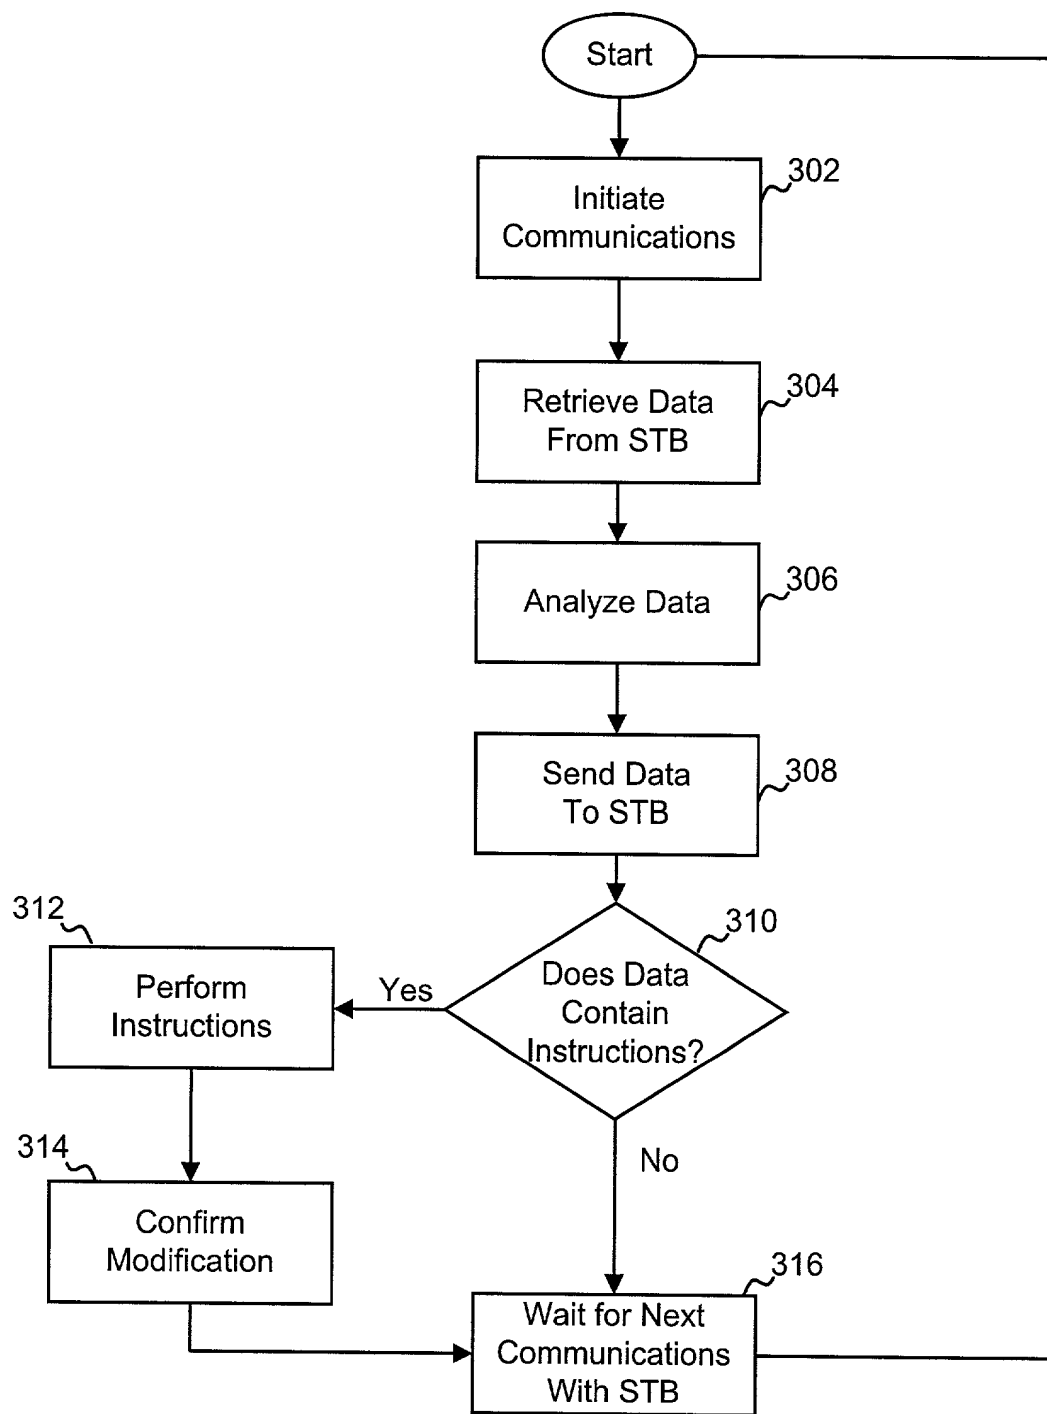 Start
302
Initiate
Communications
304
Retrieve Data
From STB
306
Analyze Data
308
Send Data
To STB
310
Does Data
Contain
Instructions?
Yes
312
Perform
Instructions
314
Confirm
Modification
No
316
Wait for Next
Communications
With STB